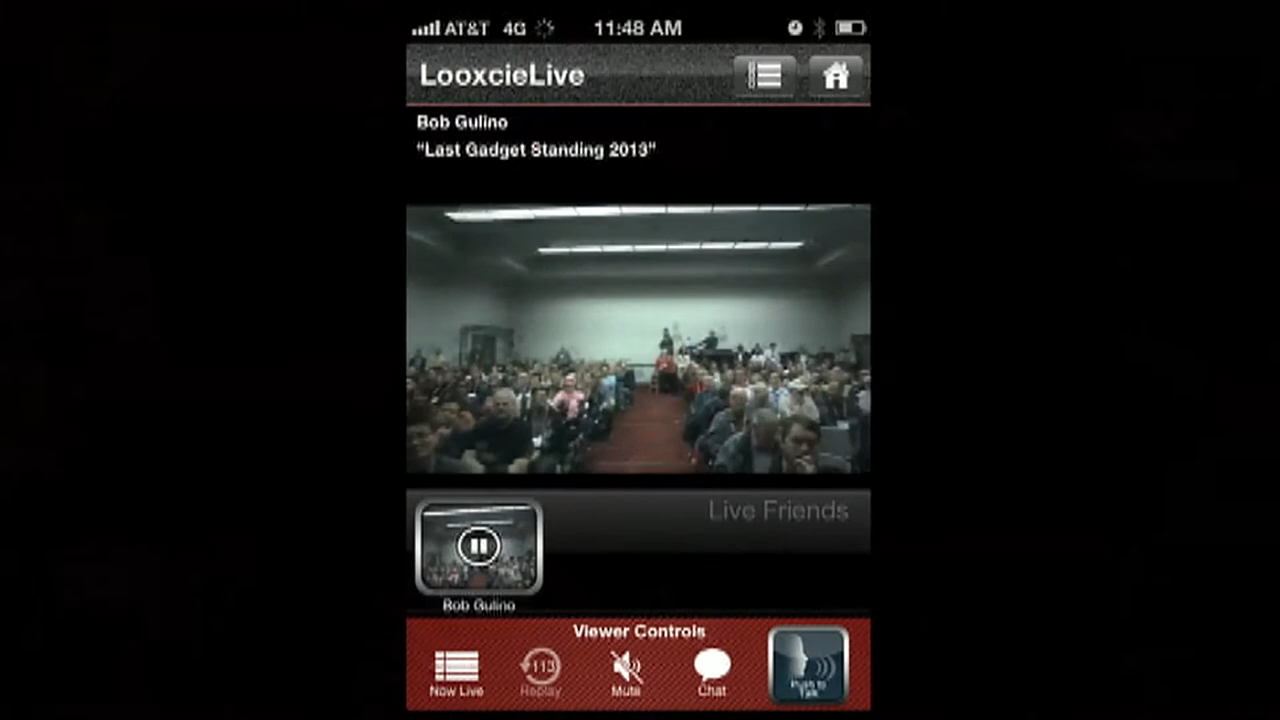 AT&T 4G 11:48 AM
LooxcieLive
Bob Gulino
"Last Gadget Standing 2013"
Live Friends
Bob Gulino
Viewer Controls
113
Now Live Replay Mute Chat
Push to
Talk